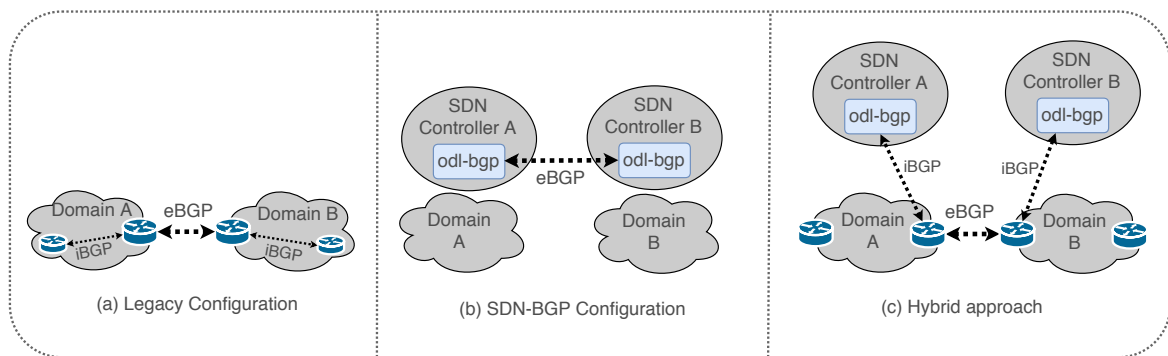 Domain A
eBGP
Domain B
iBGP
iBGP
(a) Legacy Configuration
SDN
Controller A
odl-bgp
SDN
Controller B
odl-bgp
eBGP
Domain
A
Domain
B
(b) SDN-BGP Configuration
SDN
Controller A
odl-bgp
SDN
Controller B
odl-bgp
iBGP
iBGP
Domain
A
eBGP
Domain
B
(c) Hybrid approach